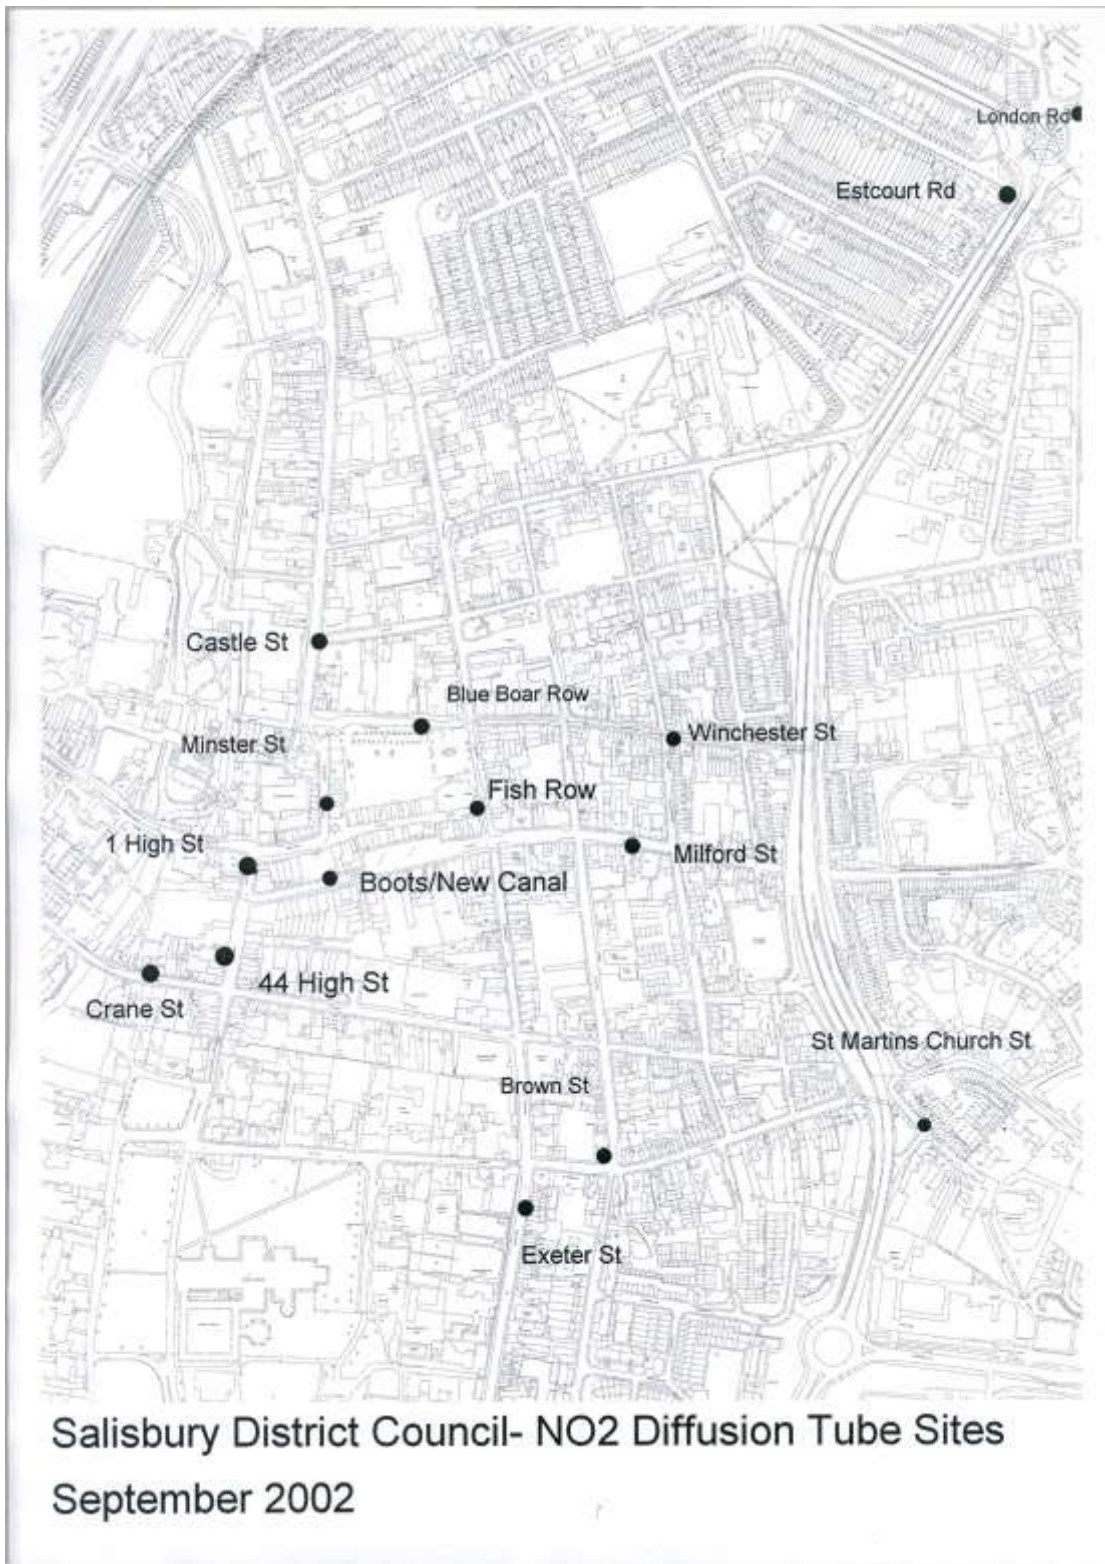 London Rd
Estcourt Rd
Castle St
Blue Boar Row
Winchester St
Minster St
Fish Row
1 High St
Milford St
Boots/New Canal
44 High St
Crane St
St Martins Church St
Brown St
Exeter St
Salisbury District Council- NO2 Diffusion Tube Sites
September 2002